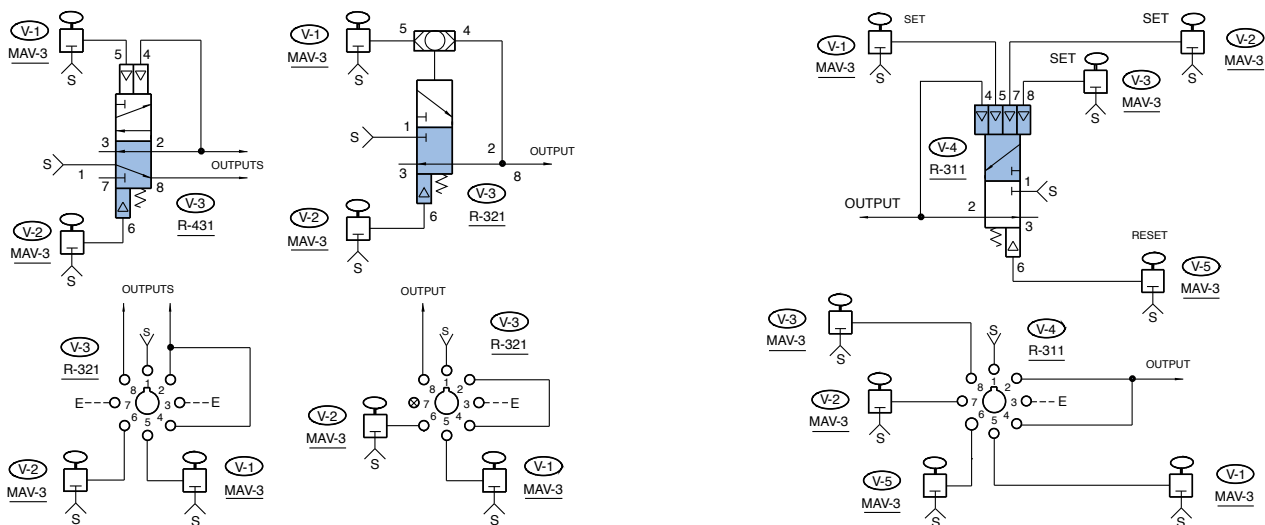 V-1
MAV-3
S
5 4
3 2
S
1
7 8
OUTPUTS
V-3
R-431
V-2
MAV-3
6
S
V-1
MAV-3
S
5 4
S
1
2
OUTPUT
3
8
V-3
R-321
V-2
MAV-3
6
S
SET
V-1
MAV-3
S
SET
V-2
MAV-3
S
SET
V-3
MAV-3
S
4 5 7 8
V-4
R-311
1
S
OUTPUT
2
3
6
RESET
V-5
MAV-3
S
OUTPUTS
V-3
R-321
S
1
8 2
E 7 3 E
6 4
5
V-2
MAV-3
S
V-1
MAV-3
S
OUTPUT
V-3
R-321
S
1
8 2
7 3 E
6 4
5
V-2
MAV-3
S
V-1
MAV-3
S
V-3
MAV-3
S
S
V-4
R-311
OUTPUT
1
8 2
7 3 E
6 4
5
V-2
MAV-3
S
V-5
MAV-3
S
V-1
MAV-3
S